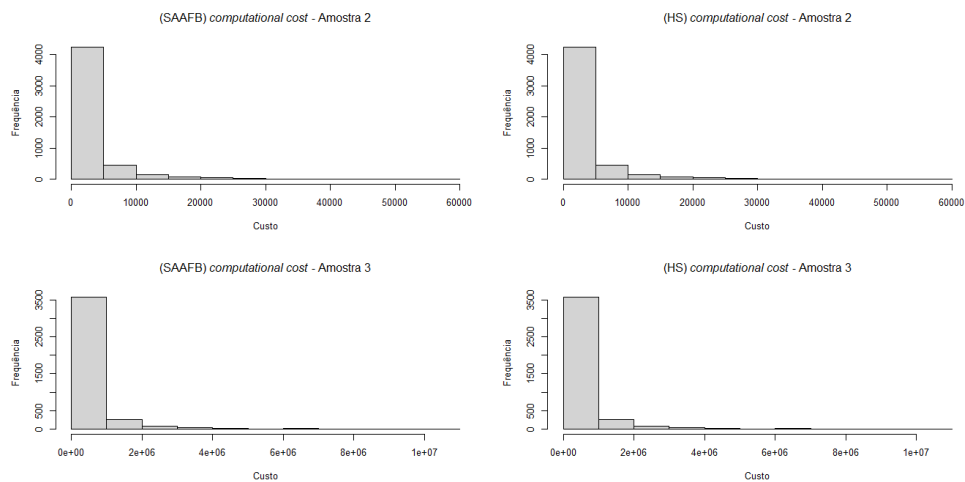 (SAAFB) computational cost - Amostra 2
Frequência
0 1000 2000 3000 4000
0 10000 20000 30000 40000 50000 60000
Custo
(HS) computational cost - Amostra 2
Frequência
0 1000 2000 3000 4000
0 10000 20000 30000 40000 50000 60000
Custo
(SAAFB) computational cost - Amostra 3
Frequência
0 500 1500 2500 3500
0e+00 2e+06 4e+06 6e+06 8e+06 1e+07
Custo
(HS) computational cost - Amostra 3
Frequência
0 500 1500 2500 3500
0e+00 2e+06 4e+06 6e+06 8e+06 1e+07
Custo